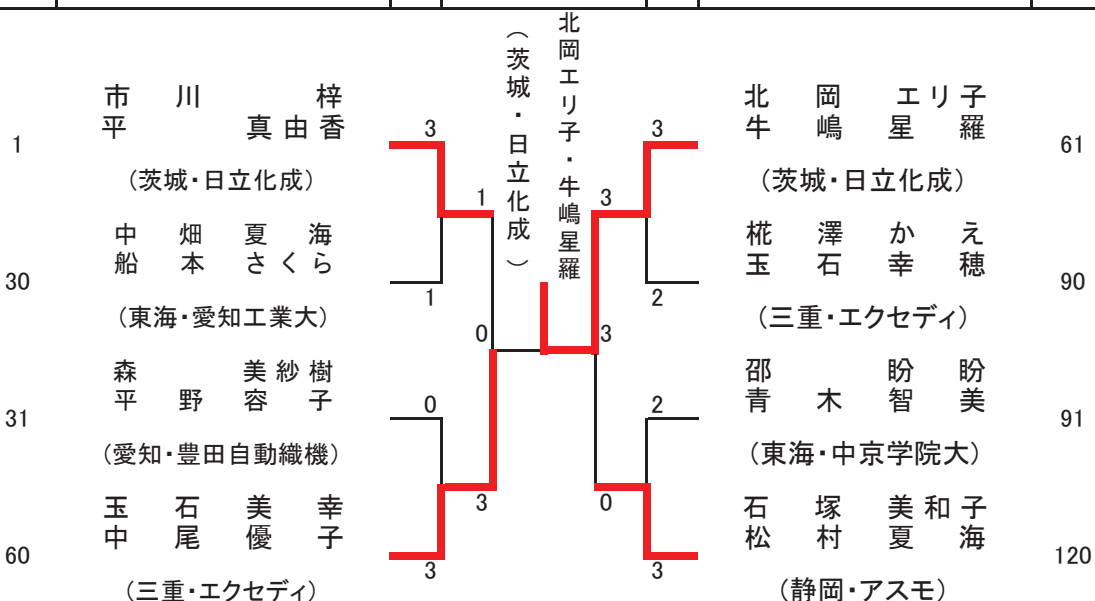 1
市川 梓
平 真由香
(茨城・日立化成)
30
中畑夏海
船本さくら
(東海・愛知工業大)
31
森 美紗樹
平野容子
(愛知・豊田自動織機)
60
玉石美幸
中尾優子
(三重・エクセディ)
3
1
1
0
0
3
3
北岡エリ子・牛嶋星羅
(茨城・日立化成)
3
3
2
3
2
0
3
北岡エリ子
牛嶋星羅
(茨城・日立化成)
61
椛澤かえ
玉石幸穂
(三重・エクセディ)
90
邵 盼盼
青木智美
(東海・中京学院大)
91
石塚美和子
松村夏海
(静岡・アスモ)
120